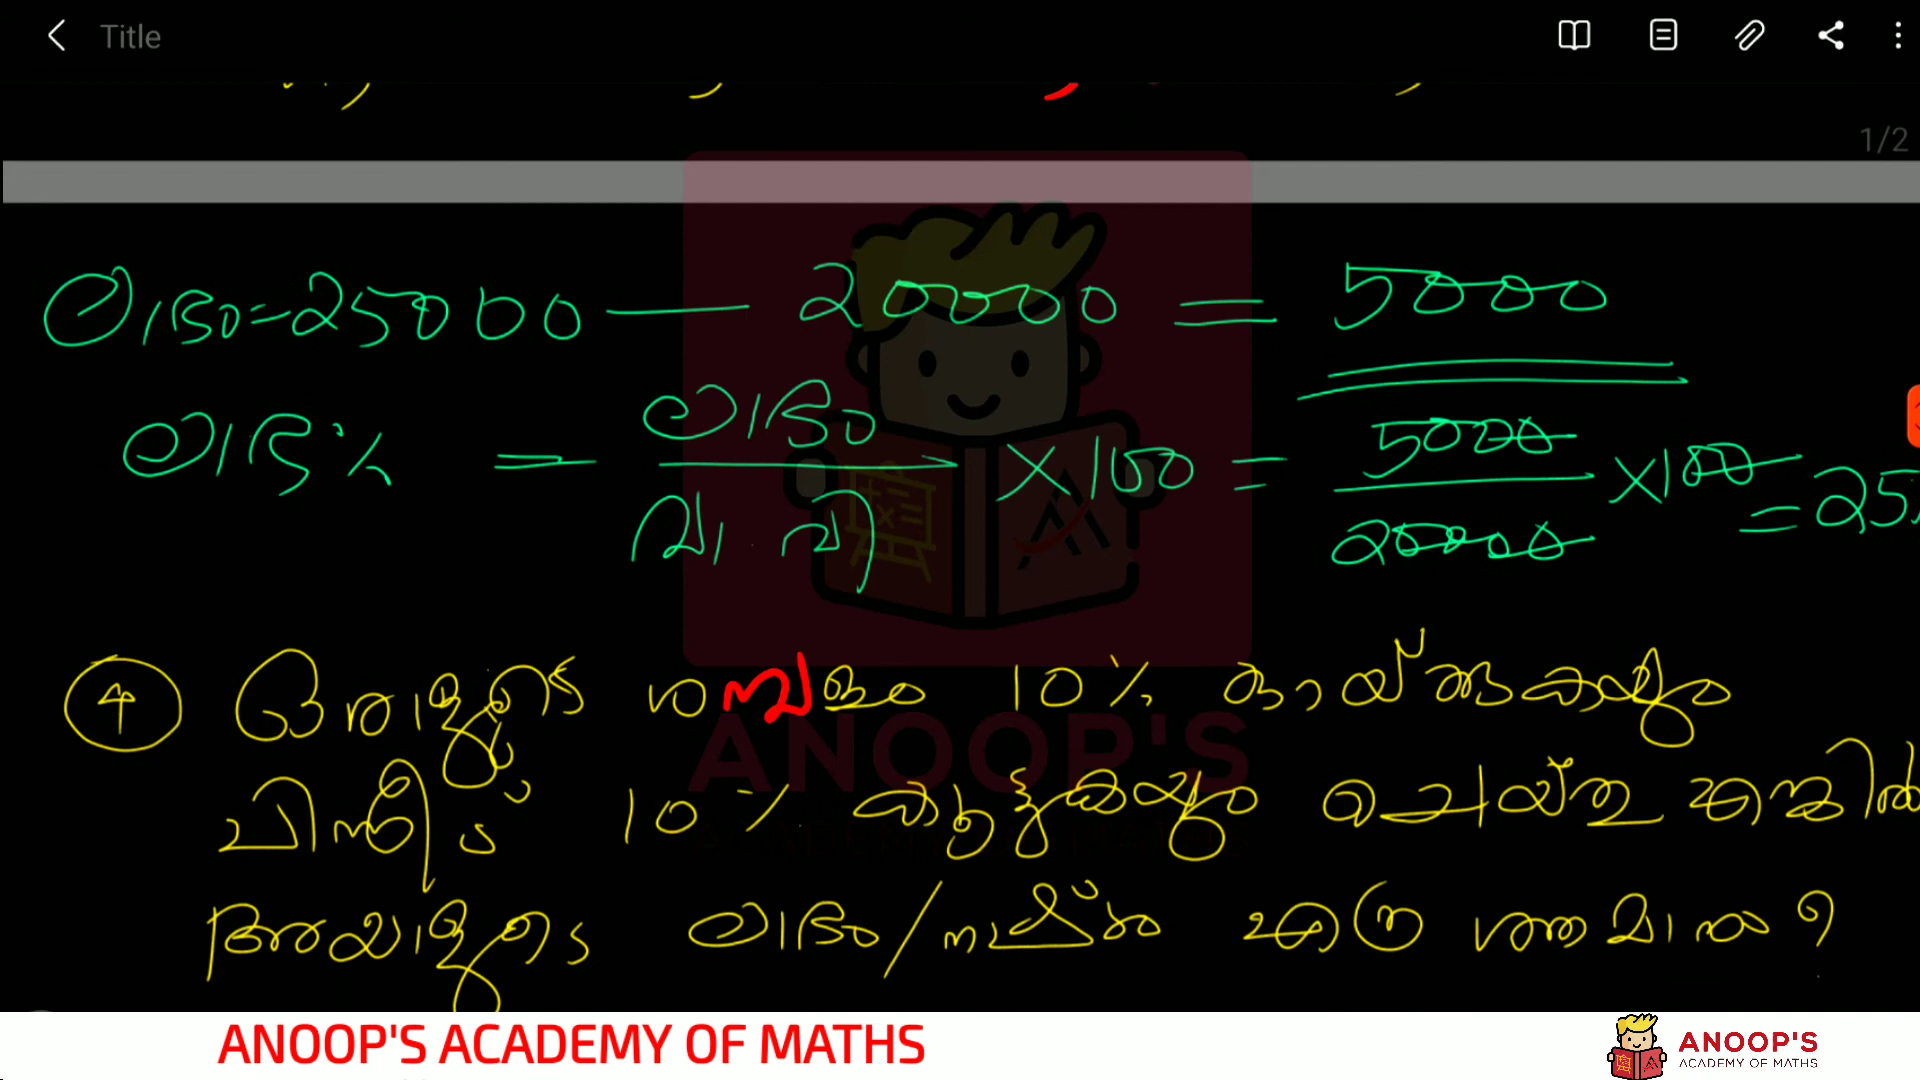 Title
1/2
ലാഭം = 25000 — 20000 = 5000
ലാഭ% = ലാഭം / വാ. വ × 100 = 5000 / 20000 × 100 = 25%
4 ഒരാളുടെ ശമ്പളം 10% കുറയ്ക്കുകയും
പിന്നീട് 10% കൂട്ടുകയും ചെയ്തു എങ്കിൽ
അയാളുടെ ലാഭം/നഷ്ടം എത്ര ശതമാനം ?
ANOOP'S
ANOOP'S ACADEMY OF MATHS
ANOOP'S
ACADEMY OF MATHS